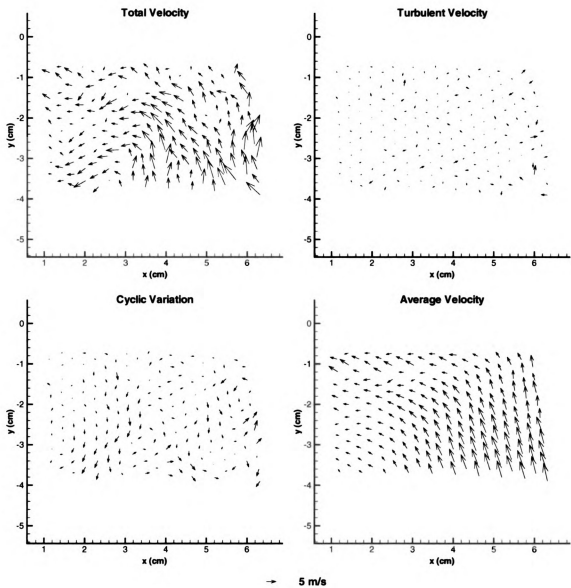 Total Velocity
0
-1
-2
-3
-4
-5
y (cm)
1 2 3 4 5 6
x (cm)
Turbulent Velocity
0
-1
-2
-3
-4
-5
y (cm)
1 2 3 4 5 6
x (cm)
Cyclic Variation
0
-1
-2
-3
-4
-5
y (cm)
1 2 3 4 5 6
x (cm)
Average Velocity
0
-1
-2
-3
-4
-5
y (cm)
1 2 3 4 5 6
x (cm)
5 m/s